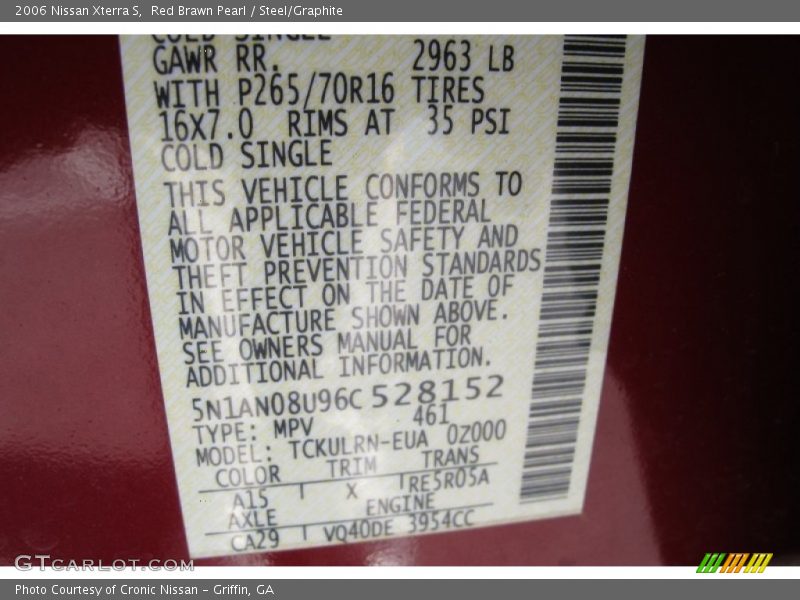 2006 Nissan Xterra S, Red Brawn Pearl / Steel/Graphite
COLD SINGLE
GAWR RR. 2963 LB
WITH P265/70R16 TIRES
16X7.0 RIMS AT 35 PSI
COLD SINGLE
THIS VEHICLE CONFORMS TO
ALL APPLICABLE FEDERAL
MOTOR VEHICLE SAFETY AND
THEFT PREVENTION STANDARDS
IN EFFECT ON THE DATE OF
MANUFACTURE SHOWN ABOVE.
SEE OWNERS MANUAL FOR
ADDITIONAL INFORMATION.
5N1AN08U96C528152
TYPE: MPV 461
MODEL: TCKULRN-EUA 0Z000
COLOR TRIM TRANS
A15 X RE5R05A
AXLE ENGINE
CA29 VQ40DE 3954CC
GTCARLOT.COM
Photo Courtesy of Cronic Nissan - Griffin, GA